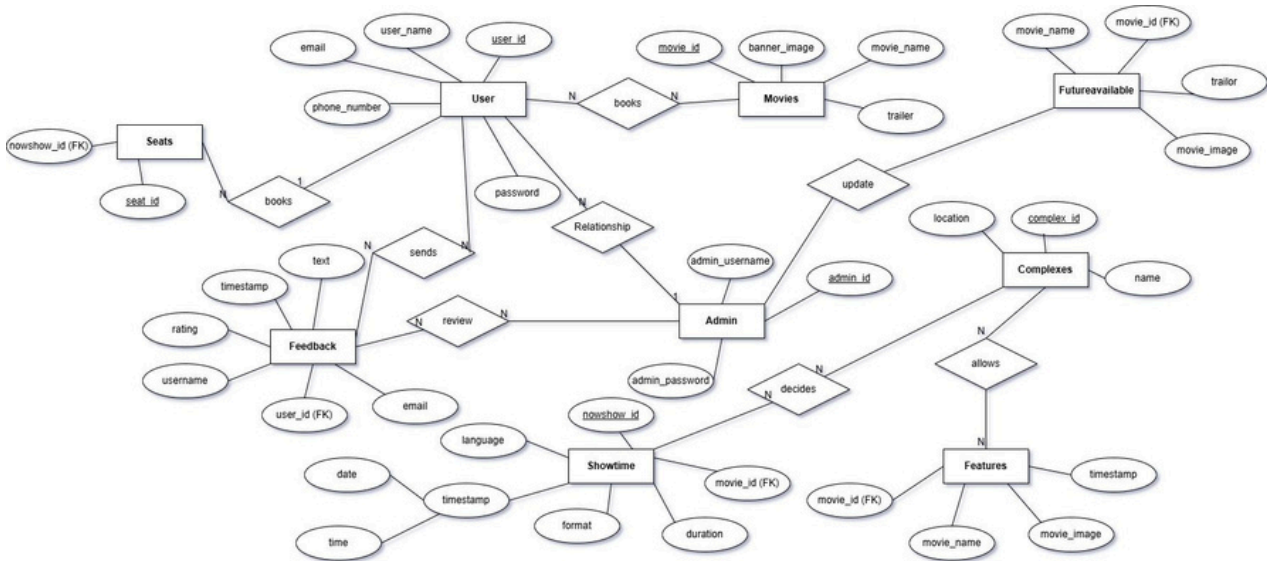 user_name
user_id
email
User
phone_number
password
N
books
N
movie_id
banner_image
movie_name
Movies
trailer
movie_name
movie_id (FK)
Futureavailable
trailor
movie_image
Seats
nowshow_id (FK)
seat_id
N
books
1
N
sends
N
N
Relationship
1
update
location
complex_id
Complexes
name
text
timestamp
rating
Feedback
username
user_id (FK)
email
N
review
N
admin_username
admin_id
Admin
admin_password
N
decides
N
N
allows
N
nowshow_id
language
Showtime
date
timestamp
time
format
duration
movie_id (FK)
Features
timestamp
movie_id (FK)
movie_name
movie_image